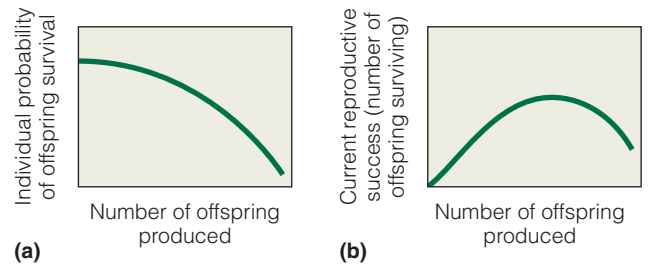 Individual probability
of offspring survival
Number of offspring
produced
(a)
Current reproductive
success (number of
offspring surviving)
Number of offspring
produced
(b)